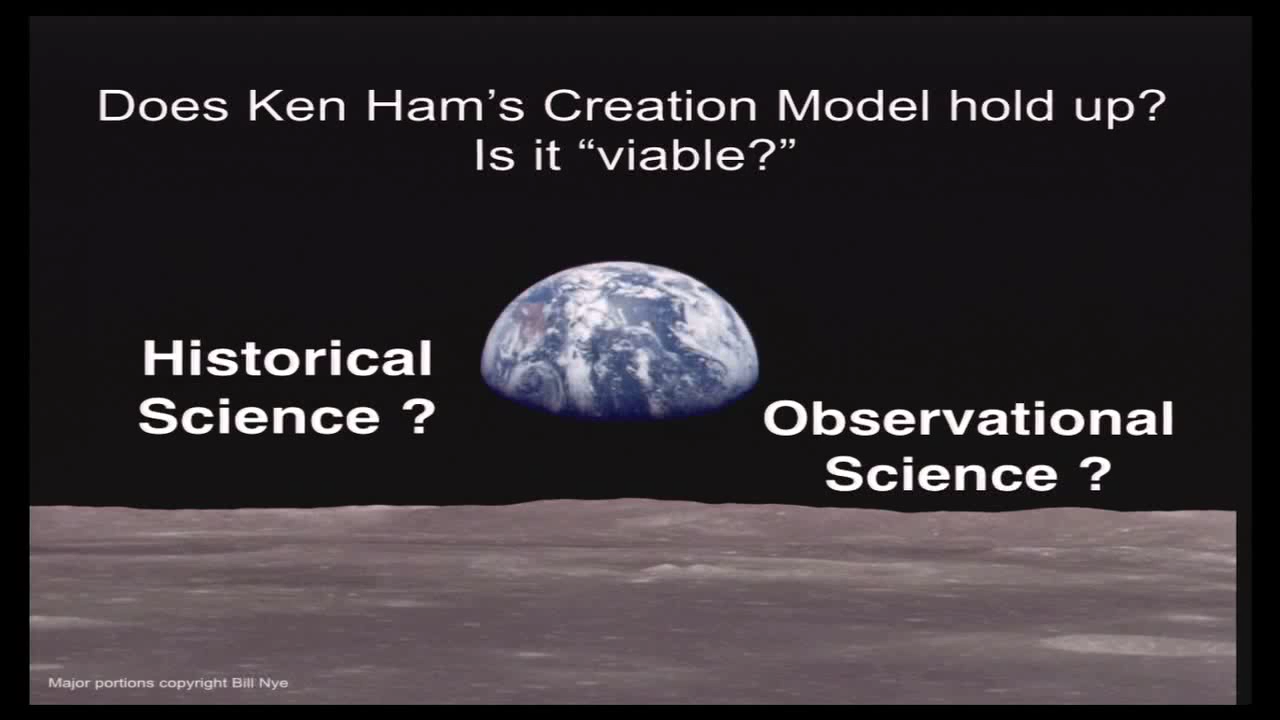 Does Ken Ham's Creation Model hold up?
Is it “viable?”
Historical
Science ?
Observational
Science ?
Major portions copyright Bill Nye